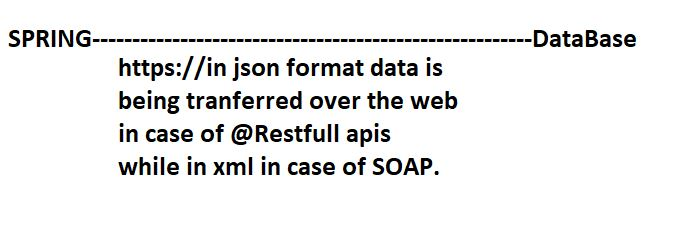 SPRING------------------------------------------------------DataBase
https://in json format data is
being tranferred over the web
in case of @Restfull apis
while in xml in case of SOAP.